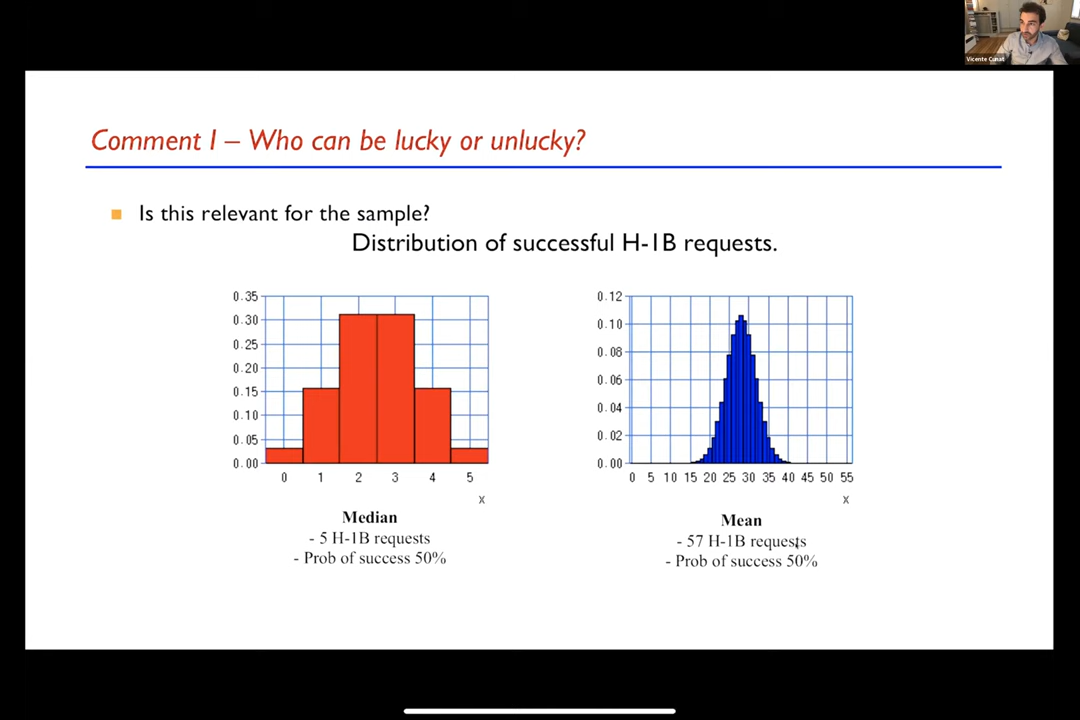 Vicente Cunat
Comment I – Who can be lucky or unlucky?
Is this relevant for the sample?
Distribution of successful H-1B requests.
0.35
0.30
0.25
0.20
0.15
0.10
0.05
0.00
0 1 2 3 4 5
x
Median
- 5 H-1B requests
- Prob of success 50%
0.12
0.10
0.08
0.06
0.04
0.02
0.00
0 5 10 15 20 25 30 35 40 45 50 55
x
Mean
- 57 H-1B requests
- Prob of success 50%